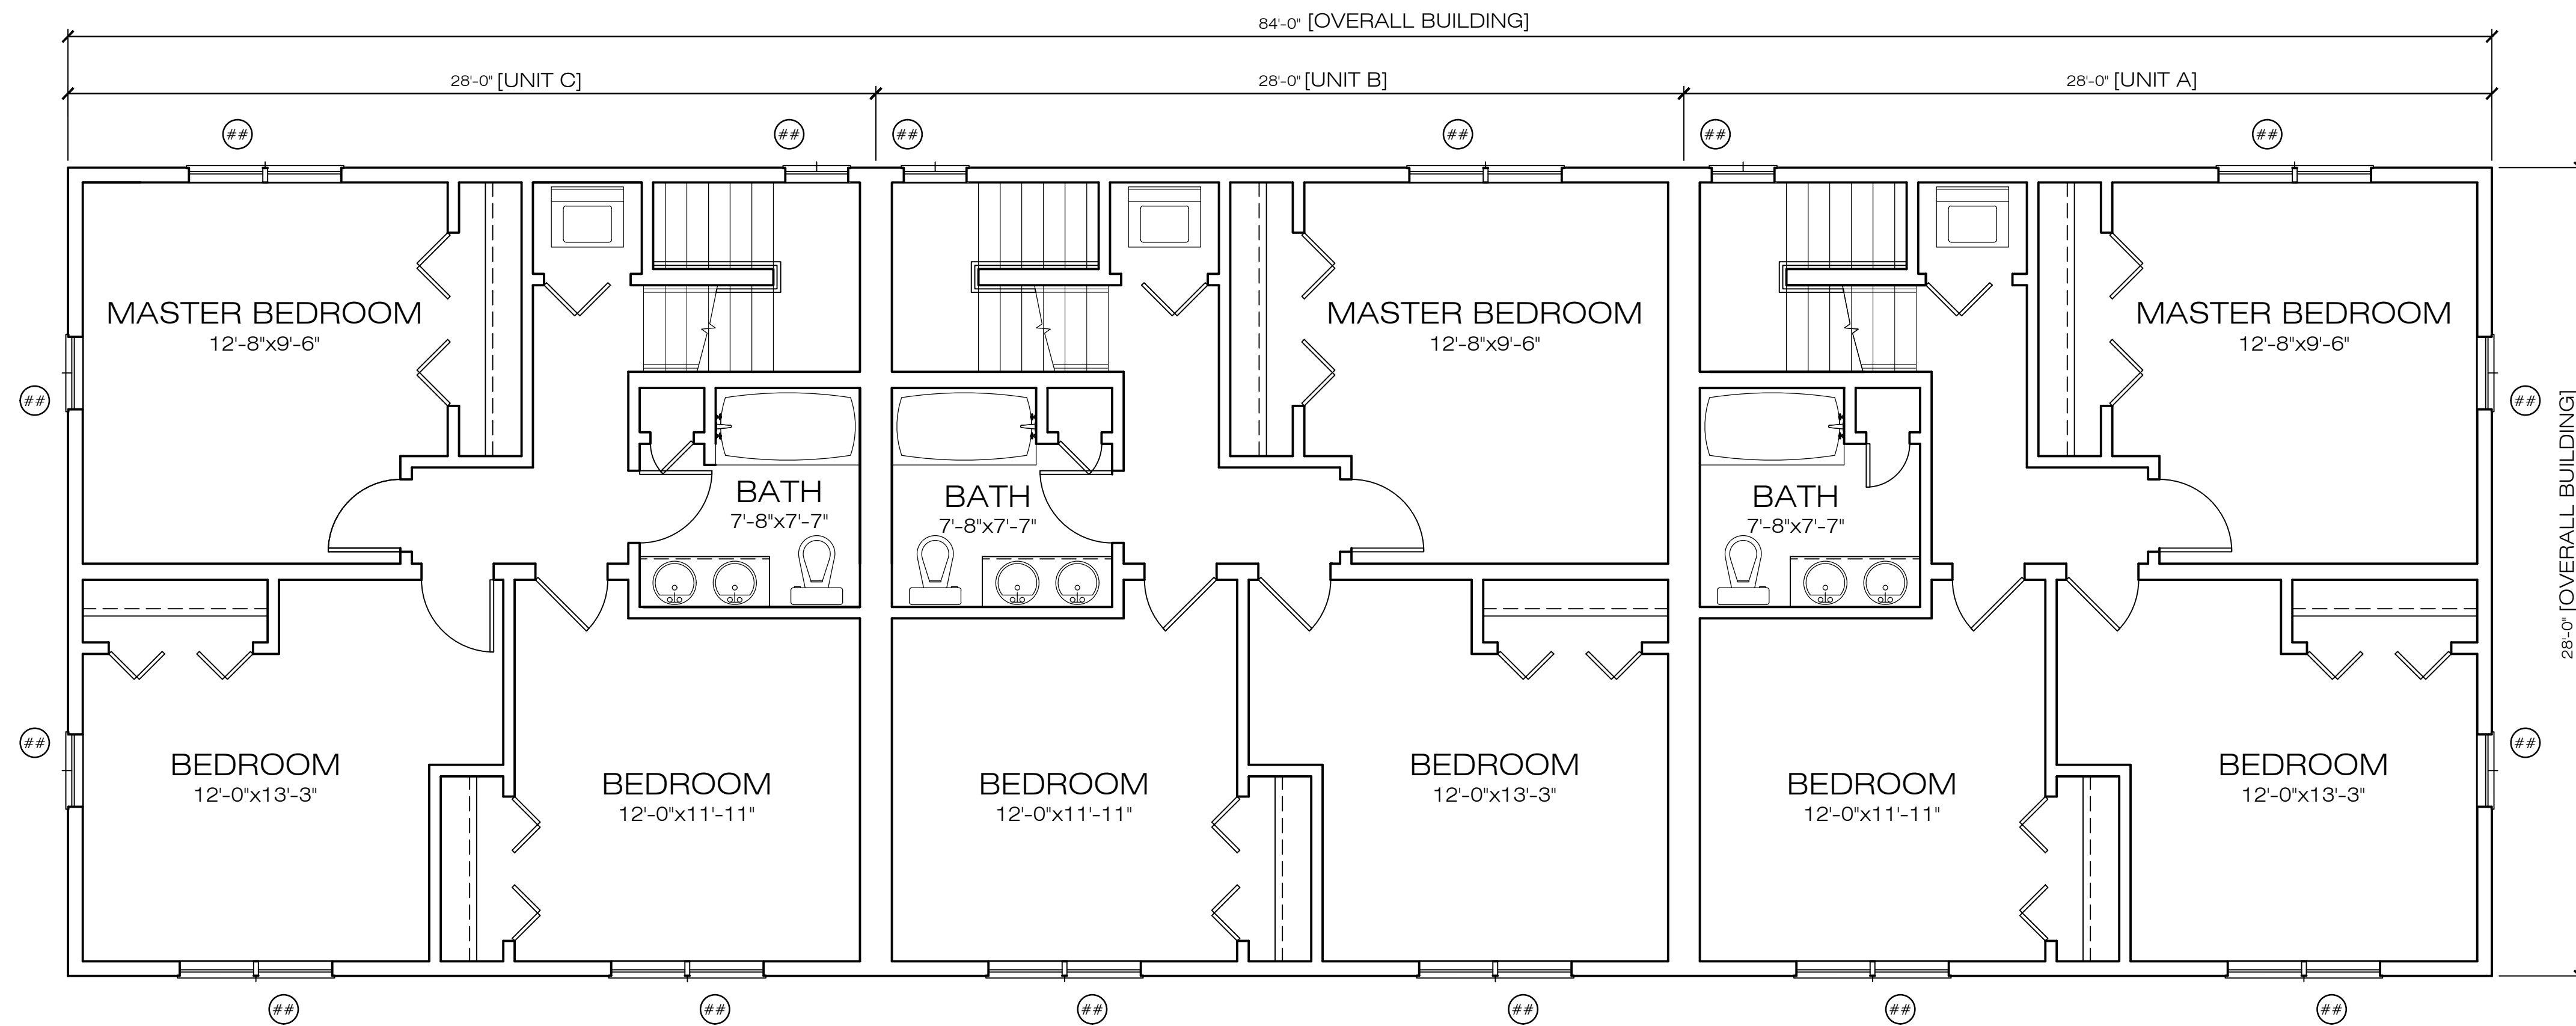 84'-0" [OVERALL BUILDING]
28'-0" [UNIT C]
28'-0" [UNIT B]
28'-0" [UNIT A]
##
##
##
##
##
##
MASTER BEDROOM
12'-8"x9'-6"
MASTER BEDROOM
12'-8"x9'-6"
MASTER BEDROOM
12'-8"x9'-6"
##
##
28'-0" [OVERALL BUILDING]
BATH
7'-8"x7'-7"
BATH
7'-8"x7'-7"
BATH
7'-8"x7'-7"
##
##
BEDROOM
12'-0"x13'-3"
BEDROOM
12'-0"x11'-11"
BEDROOM
12'-0"x11'-11"
BEDROOM
12'-0"x13'-3"
BEDROOM
12'-0"x11'-11"
BEDROOM
12'-0"x13'-3"
##
##
##
##
##
##